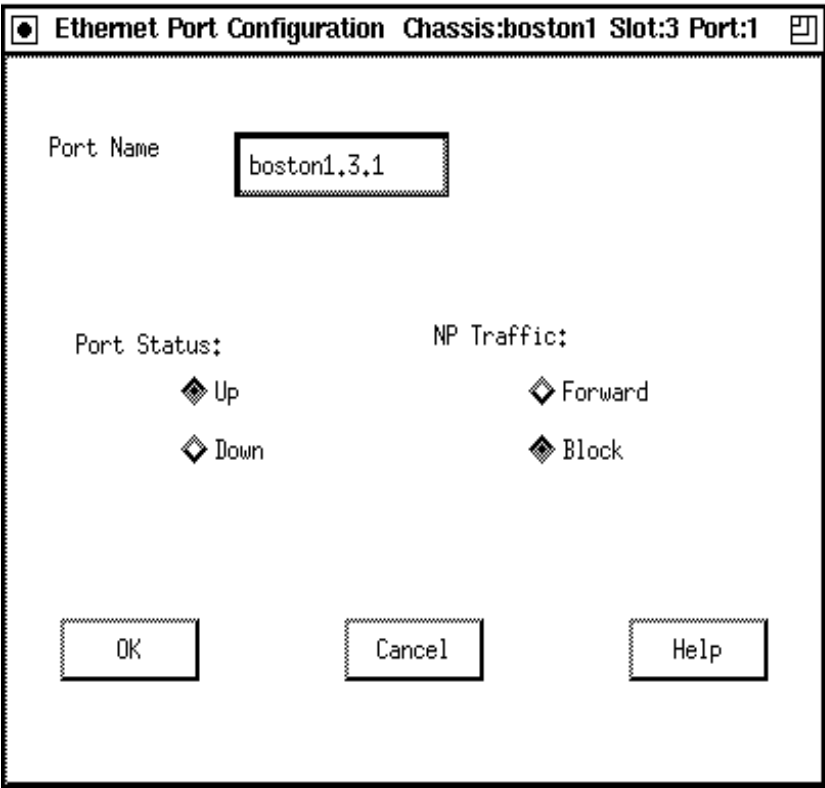 Ethernet Port Configuration Chassis:boston1 Slot:3 Port:1
Port Name
boston1.3.1
Port Status:
NP Traffic:
Up
Forward
Down
Block
OK
Cancel
Help